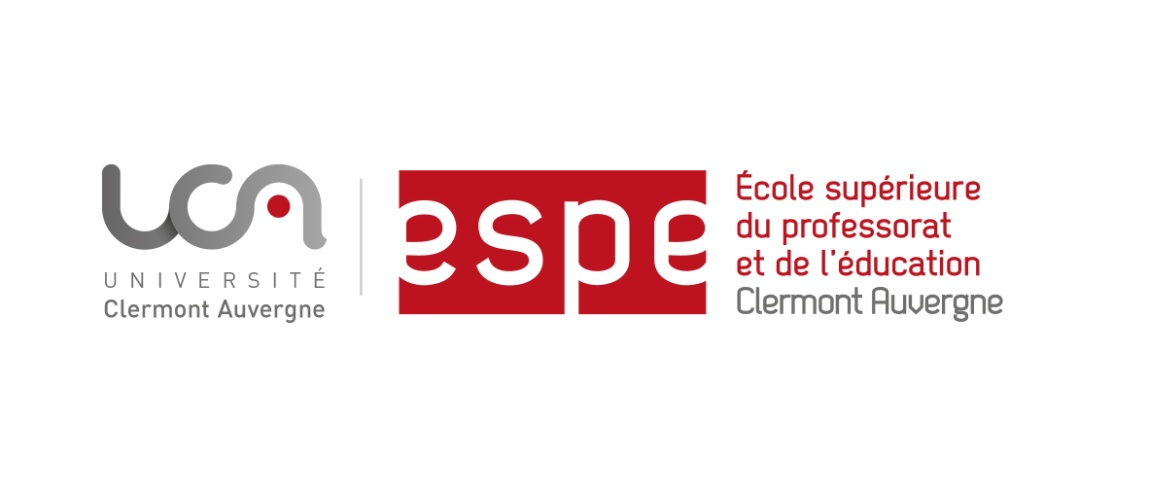 UCA
UNIVERSITÉ
Clermont Auvergne
espe
École supérieure
du professorat
et de l'éducation
Clermont Auvergne